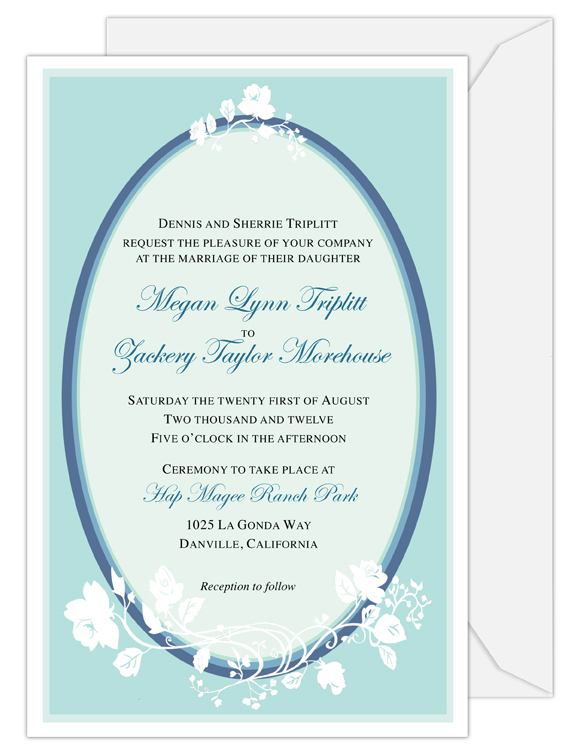 Dennis and Sherrie Triplitt
request the pleasure of your company
at the marriage of their daughter
Megan Lynn Triplitt
to
Zackery Taylor Morehouse
Saturday the twenty first of August
Two thousand and twelve
Five o'clock in the afternoon
Ceremony to take place at
Hap Magee Ranch Park
1025 La Gonda Way
Danville, California
Reception to follow